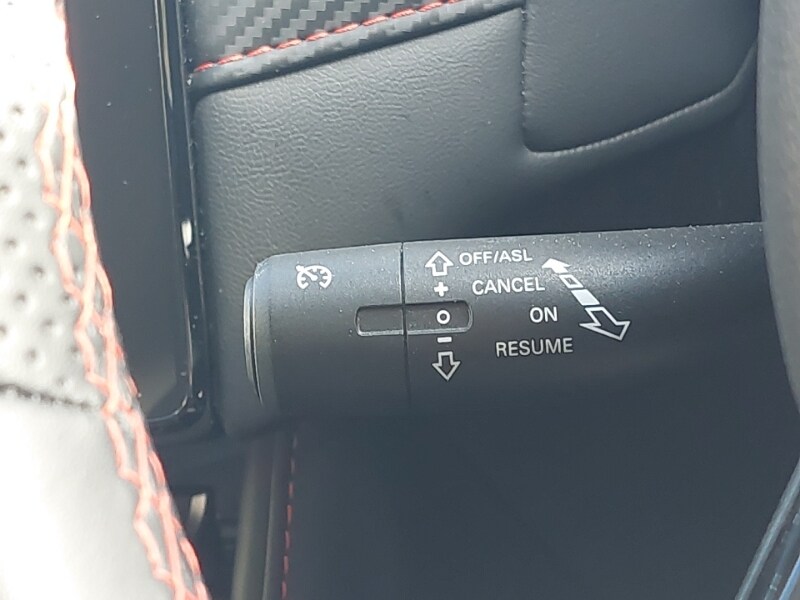 OFF/ASL
+ CANCEL
O ON
- RESUME